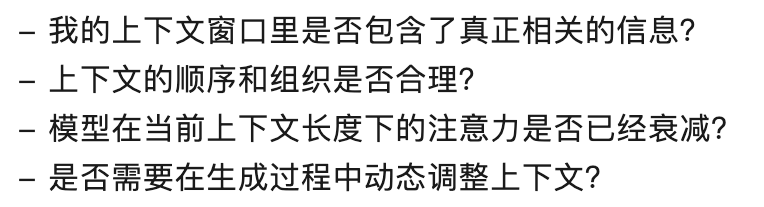 – 我的上下文窗口里是否包含了真正相关的信息？
– 上下文的顺序和组织是否合理？
– 模型在当前上下文长度下的注意力是否已经衰减？
– 是否需要在生成过程中动态调整上下文？